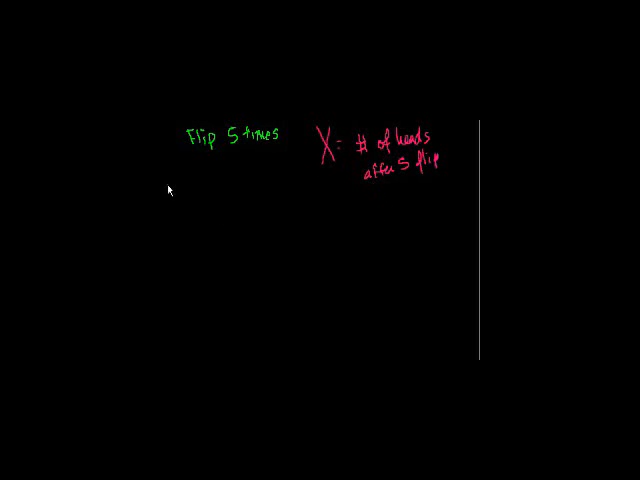 Flip 5 times
X = # of heads
after 5 flip